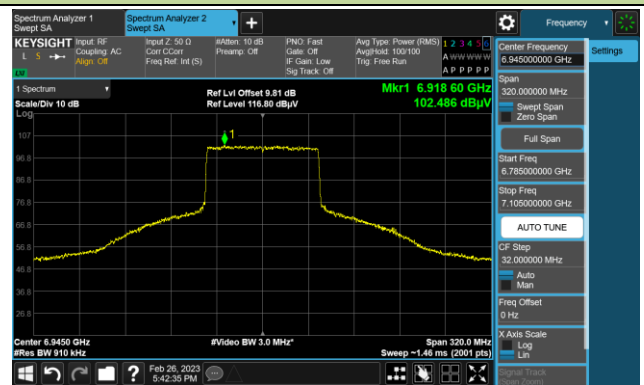 Spectrum Analyzer 1
Swept SA
Spectrum Analyzer 2
Swept SA
Frequency
KEYSIGHT
L S
Input: RF
Coupling: AC
Align: Off
Input Z: 50 Ω
Corr CCorr
Freq Ref: Int (S)
#Atten: 10 dB
Preamp: Off
PNO: Fast
Gate: Off
IF Gain: Low
Sig Track: Off
Avg Type: Power (RMS)
Avg|Hold: 100/100
Trig: Free Run
1 2 3 4 5 6
A W W W W W
A P P P P P
Center Frequency
6.945000000 GHz
Settings
Span
320.000000 MHz
Swept Span
Zero Span
Full Span
Start Freq
6.785000000 GHz
Stop Freq
7.105000000 GHz
AUTO TUNE
CF Step
32.000000 MHz
Auto
Man
Freq Offset
0 Hz
X Axis Scale
Log
Lin
Signal Track
(Span Zoom)
1 Spectrum
Scale/Div 10 dB
Log
Ref Lvl Offset 9.81 dB
Ref Level 116.80 dBµV
Mkr1 6.918 60 GHz
102.486 dBµV
1
107
96.8
86.8
76.8
66.8
56.8
46.8
36.8
26.8
Center 6.9450 GHz
#Res BW 910 kHz
#Video BW 3.0 MHz*
Span 320.0 MHz
Sweep ~1.46 ms (2001 pts)
Feb 26, 2023
5:42:35 PM